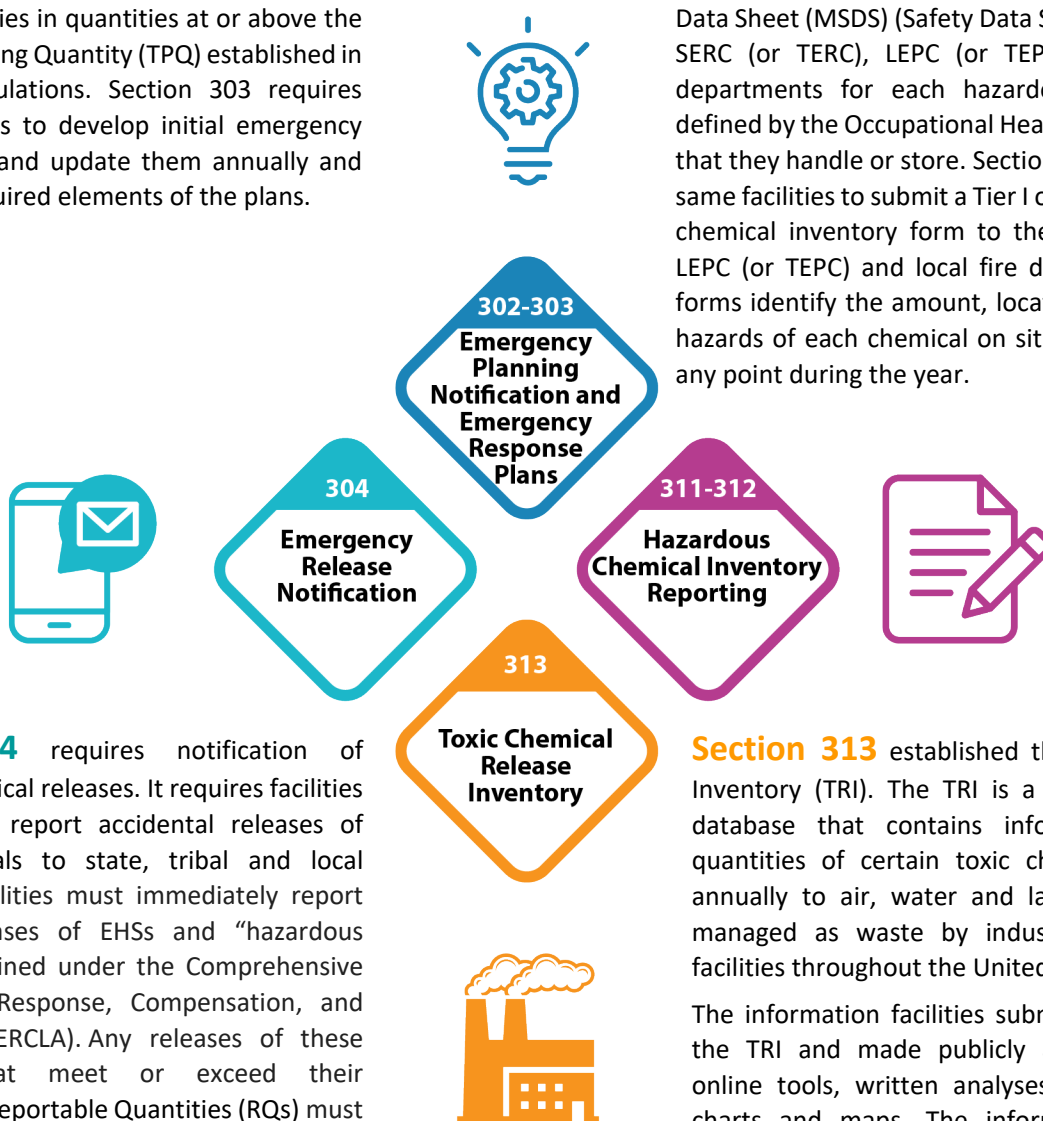 ies in quantities at or above the
ng Quantity (TPQ) established in
ulations. Section 303 requires
s to develop initial emergency
and update them annually and
uired elements of the plans.
Data Sheet (MSDS) (Safety Data S
SERC (or TERC), LEPC (or TEP
departments for each hazard
defined by the Occupational Hea
that they handle or store. Section
same facilities to submit a Tier I o
chemical inventory form to the
LEPC (or TEPC) and local fire d
forms identify the amount, locat
hazards of each chemical on sit
any point during the year.
302-303
Emergency
Planning
Notification and
Emergency
Response
Plans
304
Emergency
Release
Notification
311-312
Hazardous
Chemical Inventory
Reporting
313
Toxic Chemical
Release
Inventory
4 requires notification of
ical releases. It requires facilities
report accidental releases of
als to state, tribal and local
ilities must immediately report
ases of EHSs and “hazardous
ined under the Comprehensive
Response, Compensation, and
ERCLA). Any releases of these
at meet or exceed their
eportable Quantities (RQs) must
Section 313 established th
Inventory (TRI). The TRI is a
database that contains info
quantities of certain toxic ch
annually to air, water and la
managed as waste by indus
facilities throughout the United
The information facilities subr
the TRI and made publicly
online tools, written analyses
charts and maps. The inform